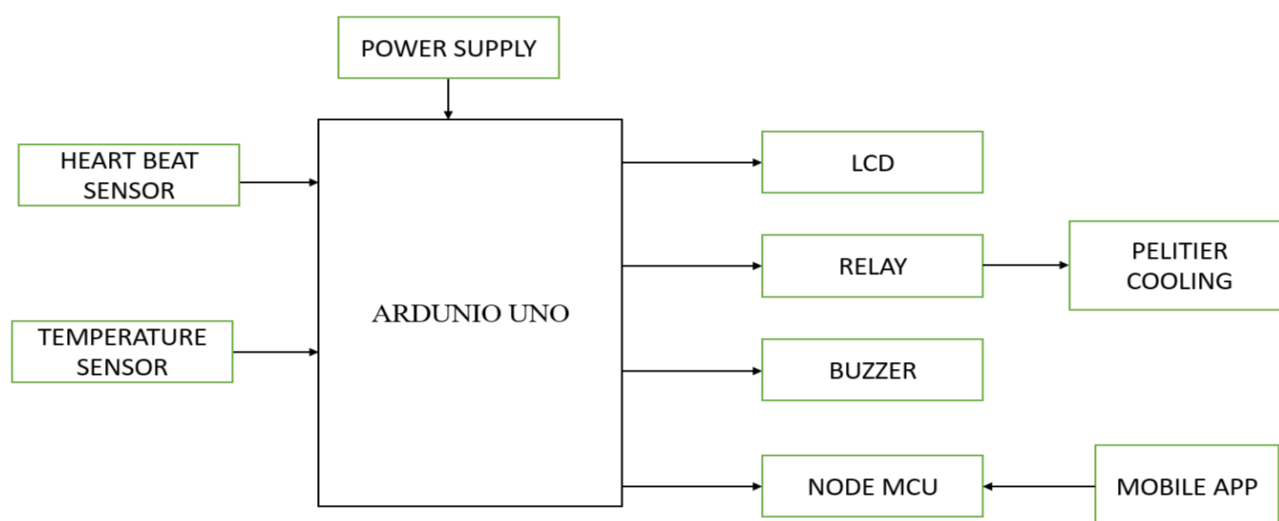 POWER SUPPLY
HEART BEAT
SENSOR
LCD
RELAY
PELITIER
COOLING
ARDUNIO UNO
TEMPERATURE
SENSOR
BUZZER
NODE MCU
MOBILE APP